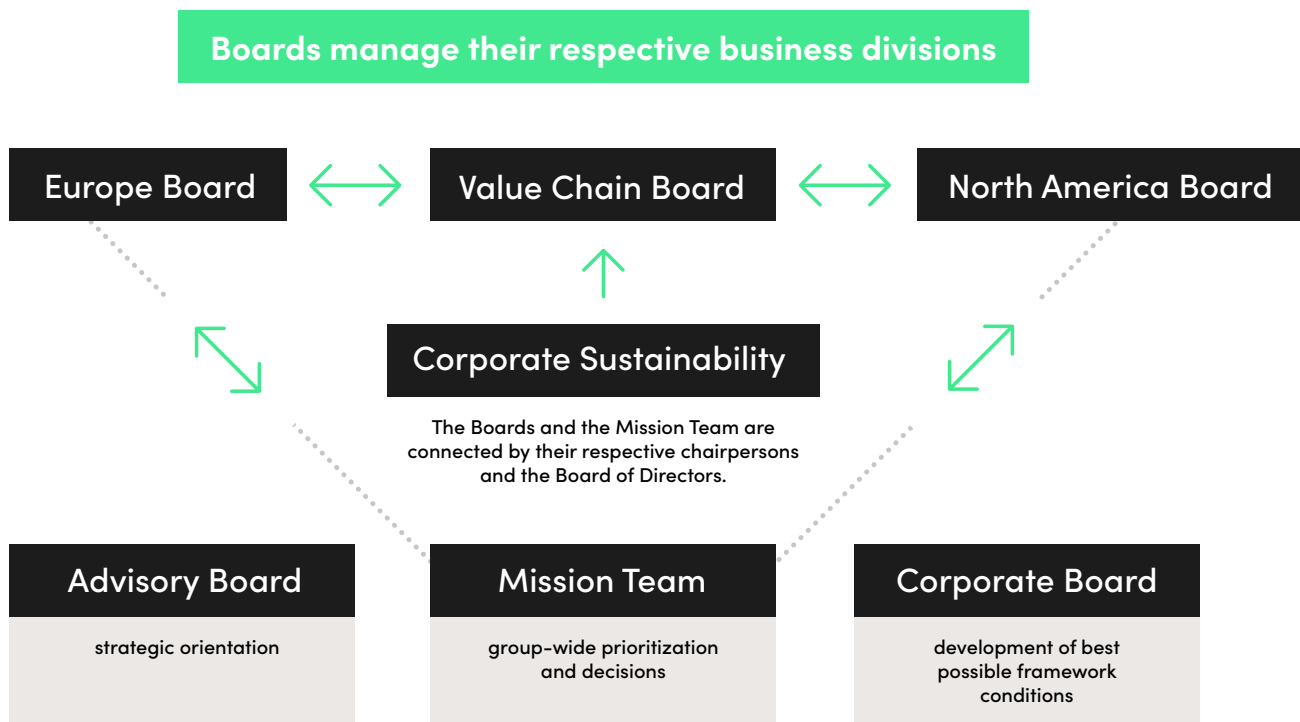 Boards manage their respective business divisions
Europe Board
Value Chain Board
North America Board
Corporate Sustainability
The Boards and the Mission Team are
connected by their respective chairpersons
and the Board of Directors.
Advisory Board
strategic orientation
Mission Team
group-wide prioritization
and decisions
Corporate Board
development of best
possible framework
conditions